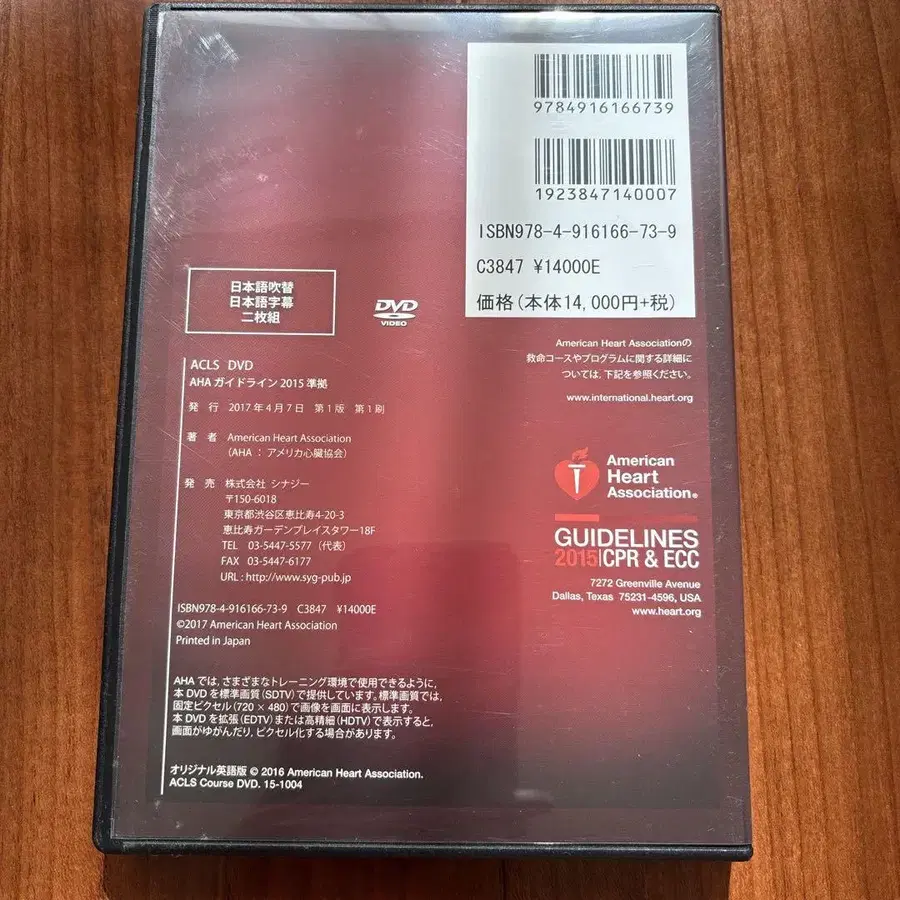 9784916166739
1923847140007
ISBN978-4-916166-73-9
C3847 ¥14000E
価格(本体14,000円+税)
日本語吹替
日本語字幕
二枚組
DVD
VIDEO
American Heart Associationの
救命コースやプログラムに関する詳細に
ついては、下記を参照ください。
www.international.heart.org
ACLS DVD
AHA ガイドライン 2015 準拠
発 行 2017年4月7日 第1版 第1刷
著 者 American Heart Association
(AHA : アメリカ心臓協会)
発 売 株式会社 シナジー
〒150-6018
東京都渋谷区恵比寿4-20-3
恵比寿ガーデンプレイスタワー18F
TEL 03-5447-5577(代表)
FAX 03-5447-6177
URL : http://www.syg-pub.jp
ISBN978-4-916166-73-9 C3847 ¥14000E
©2017 American Heart Association
Printed in Japan
American
Heart
Association®
GUIDELINES
2015 CPR & ECC
7272 Greenville Avenue
Dallas, Texas 75231-4596, USA
www.heart.org
AHA では、さまざまなトレーニング環境で使用できるように、
本 DVD を標準画質(SDTV)で提供しています。標準画質では、
固定ピクセル(720 × 480)で画像を画面に表示します。
本 DVD を拡張(EDTV)または高精細(HDTV)で表示すると、
画面がゆがんだり、ピクセル化する場合があります。
オリジナル英語版 © 2016 American Heart Association.
ACLS Course DVD. 15-1004